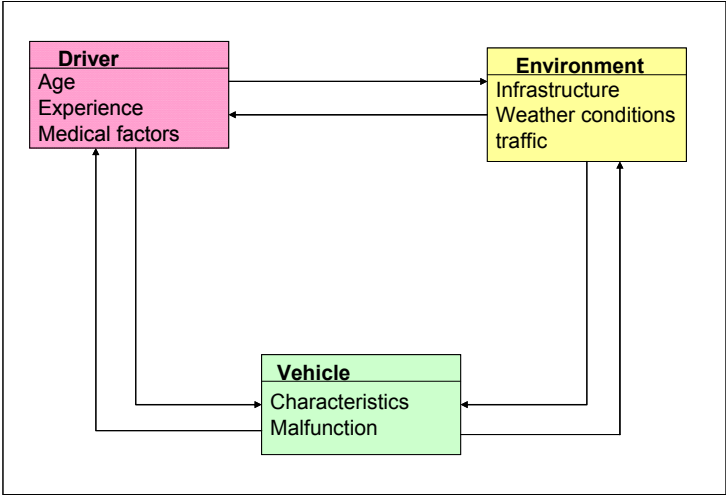 Driver
Age
Experience
Medical factors
Environment
Infrastructure
Weather conditions
traffic
Vehicle
Characteristics
Malfunction